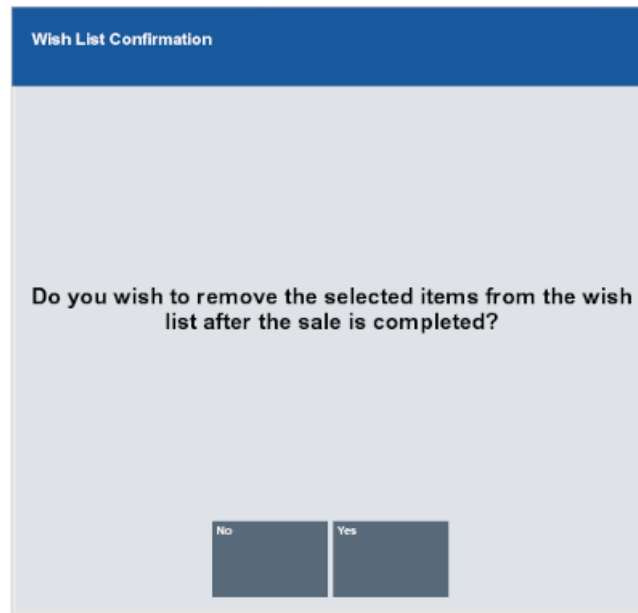 Wish List Confirmation
Do you wish to remove the selected items from the wish
list after the sale is completed?
No
Yes